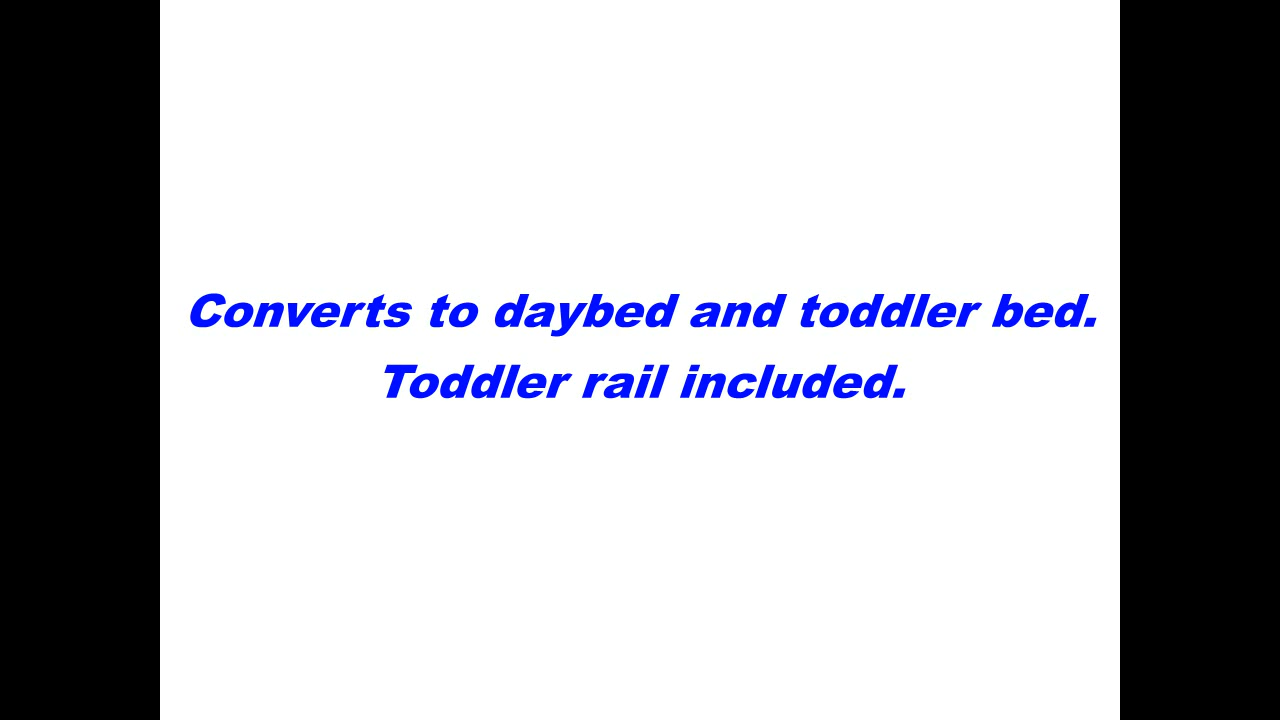 Converts to daybed and toddler bed.
Toddler rail included.